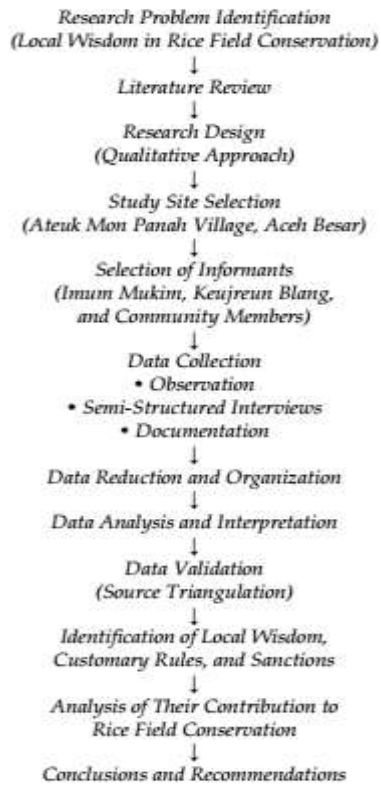 Research Problem Identification
(Local Wisdom in Rice Field Conservation)
↓
Literature Review
↓
Research Design
(Qualitative Approach)
↓
Study Site Selection
(Ateuk Mon Panah Village, Aceh Besar)
↓
Selection of Informants
(Imum Mukim, Keujreun Blang,
and Community Members)
↓
Data Collection
• Observation
• Semi-Structured Interviews
• Documentation
↓
Data Reduction and Organization
↓
Data Analysis and Interpretation
↓
Data Validation
(Source Triangulation)
↓
Identification of Local Wisdom,
Customary Rules, and Sanctions
↓
Analysis of Their Contribution to
Rice Field Conservation
↓
Conclusions and Recommendations